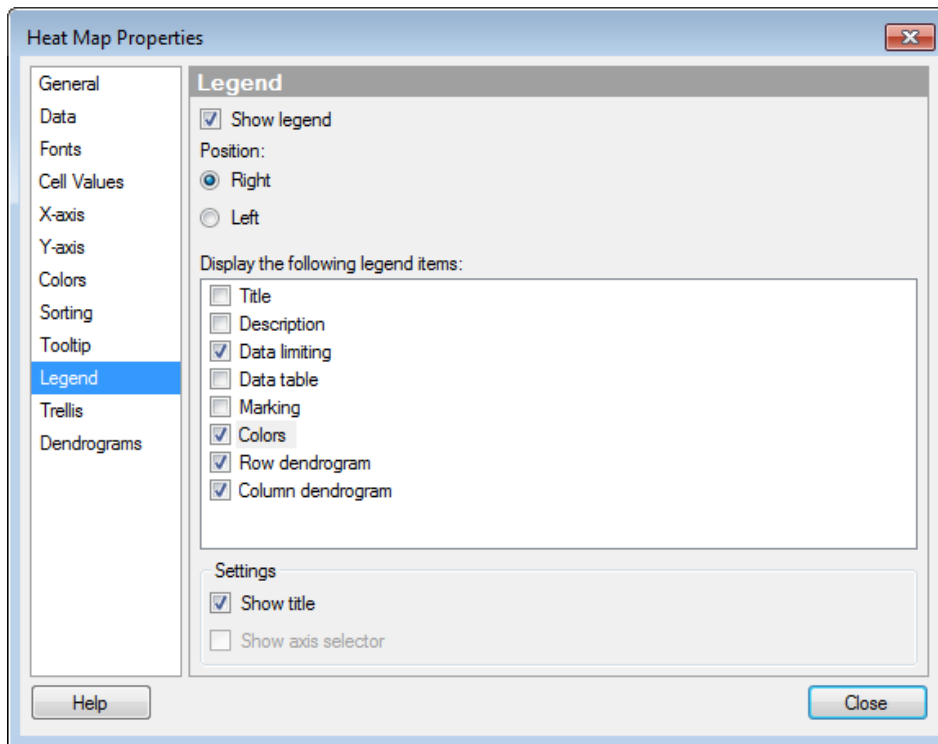 Heat Map Properties
General
Data
Fonts
Cell Values
X-axis
Y-axis
Colors
Sorting
Tooltip
Legend
Trellis
Dendrograms
Legend
Show legend
Position:
Right
Left
Display the following legend items:
Title
Description
Data limiting
Data table
Marking
Colors
Row dendrogram
Column dendrogram
Settings
Show title
Show axis selector
Help
Close